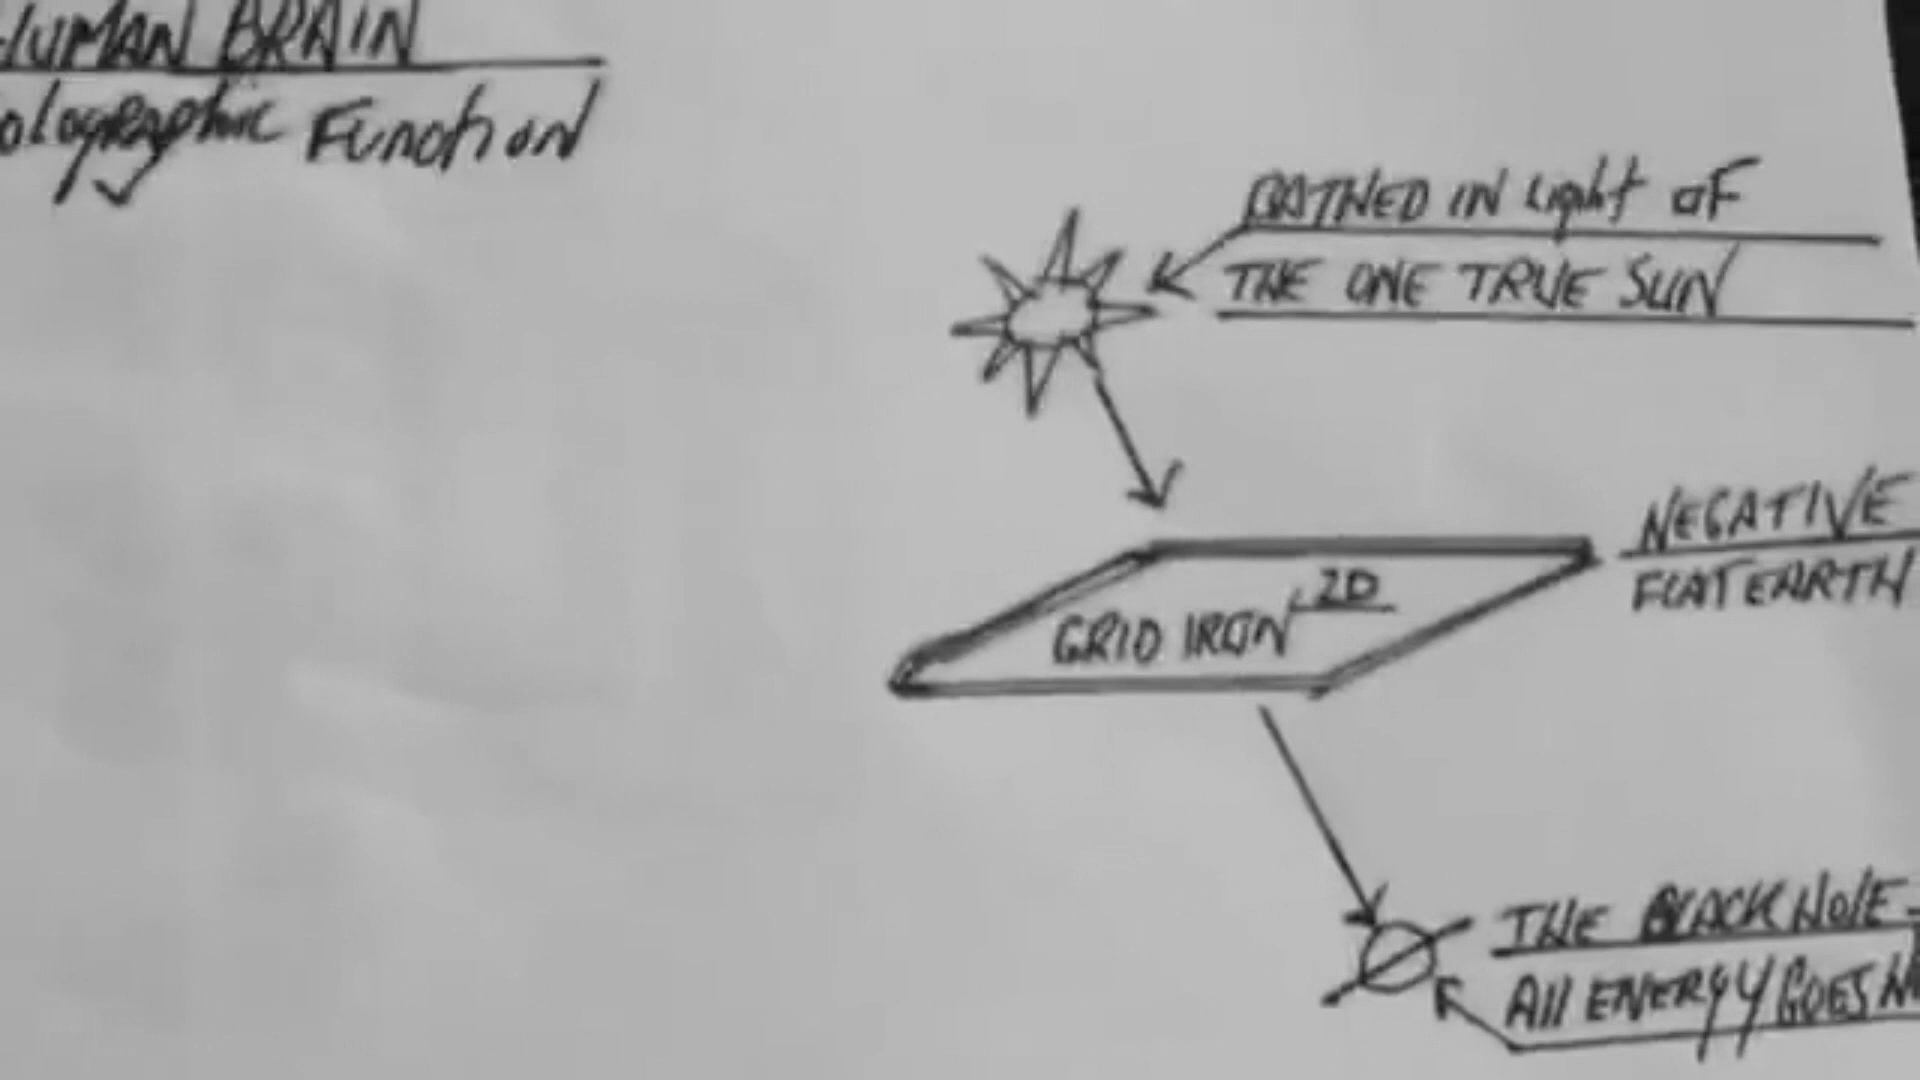 HUMAN BRAIN
Holographic Function
BATHED IN Light OF
THE ONE TRUE SUN
NEGATIVE
FLAT EARTH
2D
GRID IRON
THE BLACK HOLE-
All ENERGY GOES